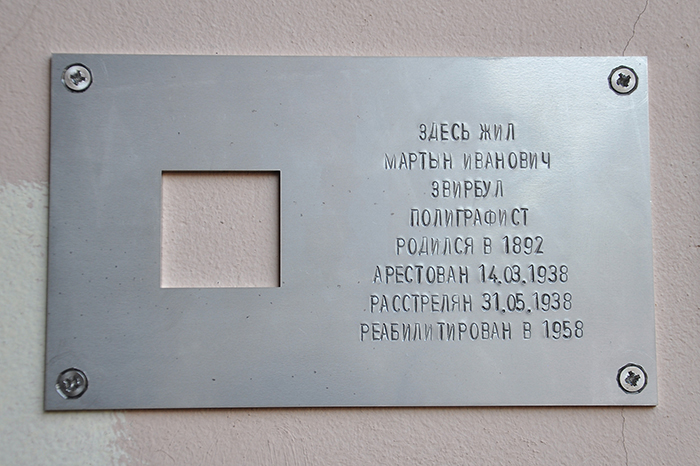 ЗДЕСЬ ЖИЛ
МАРТЫН ИВАНОВИЧ
ЗВИРБУЛ
ПОЛИГРАФИСТ
РОДИЛСЯ В 1892
АРЕСТОВАН 14.03.1938
РАССТРЕЛЯН 31.05.1938
РЕАБИЛИТИРОВАН В 1958